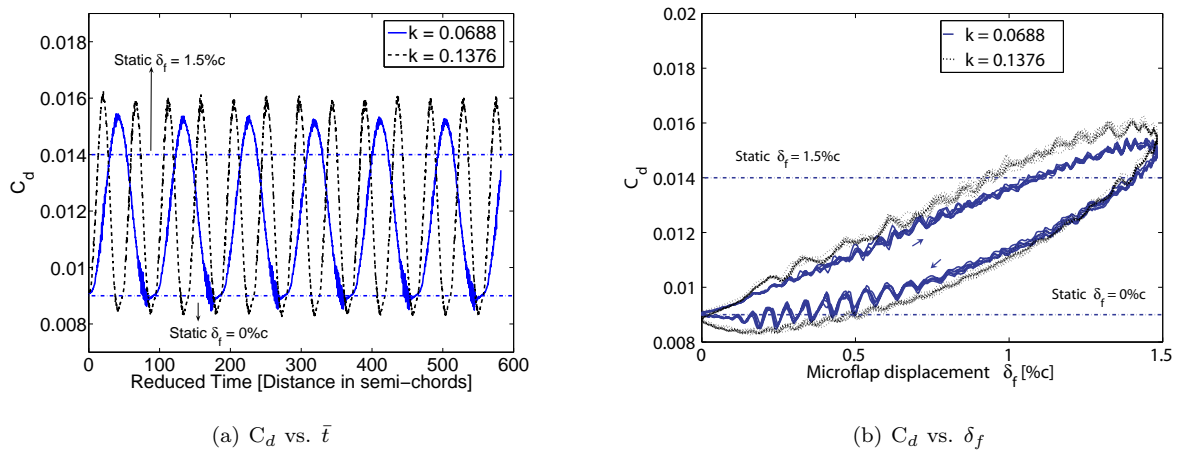 0.018
0.016
0.014
0.012
0.01
0.008
C_d
k = 0.0688
k = 0.1376
Static δ_f = 1.5%c
Static δ_f = 0%c
0 100 200 300 400 500 600
Reduced Time [Distance in semi-chords]
(a) C_d vs. t̄
0.02
0.018
0.016
0.014
0.012
0.01
0.008
C_d
k = 0.0688
k = 0.1376
Static δ_f = 1.5%c
Static δ_f = 0%c
0 0.5 1 1.5
Microflap displacement δ_f [%c]
(b) C_d vs. δ_f